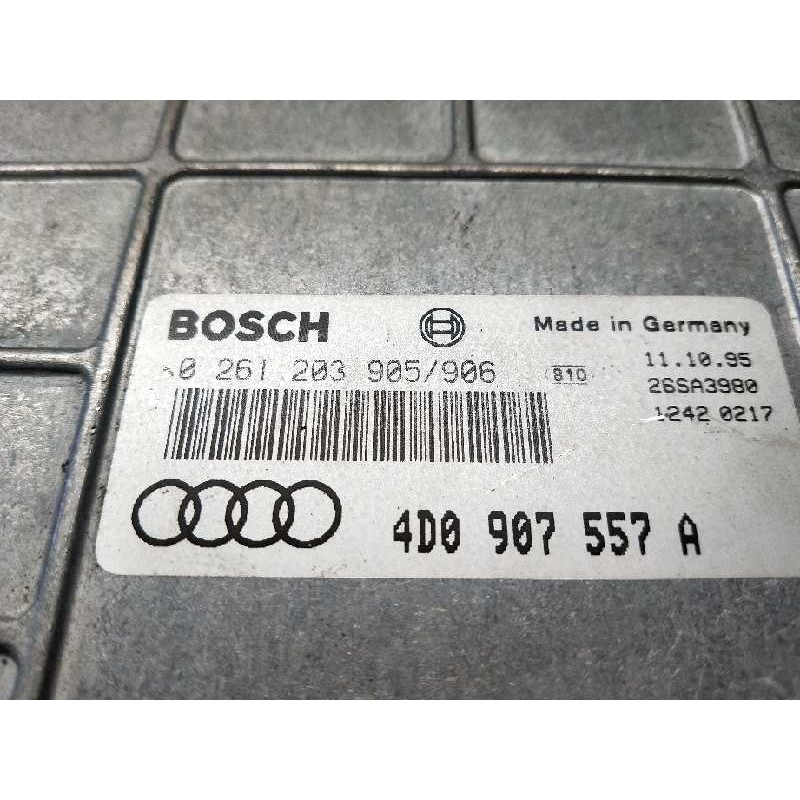 BOSCH Made in Germany
0 261 203 905/906 810 11.10.95
26SA3980
1242 0217
4D0 907 557 A